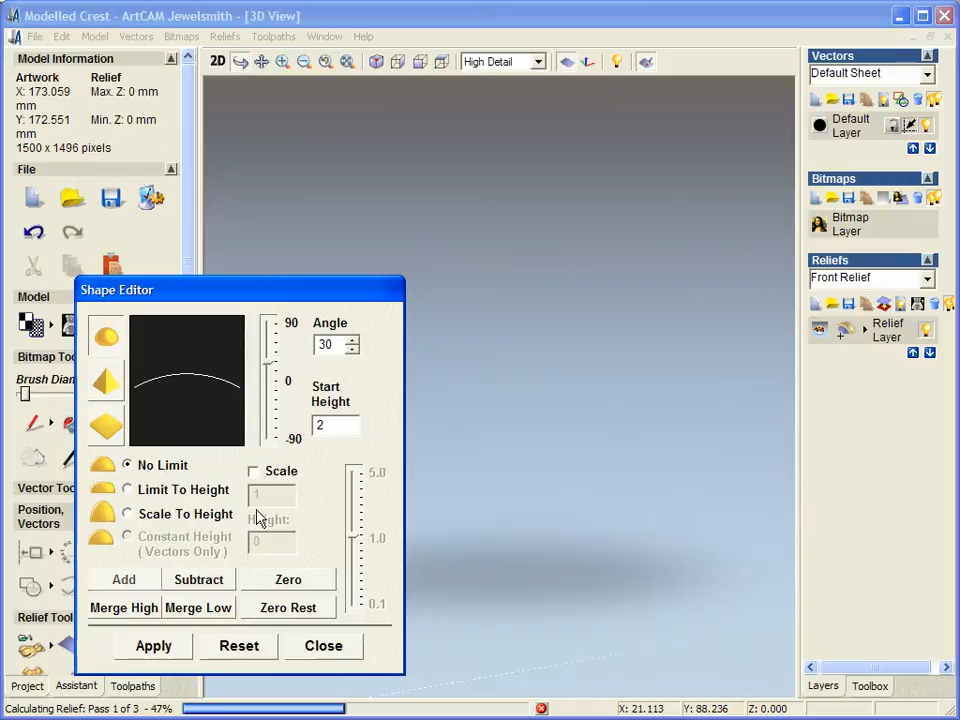 Modelled Crest - ArtCAM Jewelsmith - [3D View]
File Edit Model Vectors Bitmaps Reliefs Toolpaths Window Help
Model Information
Artwork Relief
X: 173.059 Max. Z: 0 mm
mm
Y: 172.551 Min. Z: 0 mm
mm
1500 x 1496 pixels
File
Model
Bitmap Too
Brush Diam
Vector Too
Position,
Vectors
Relief Tool
Project Assistant Toolpaths
2D High Detail
Shape Editor
90 Angle
30
0
Start
Height
2
-90
No Limit
Scale
5.0
Limit To Height
1
Scale To Height
Height:
Constant Height
( Vectors Only )
0
1.0
Add Subtract Zero
Merge High Merge Low Zero Rest
0.1
Apply Reset Close
Vectors
Default Sheet
Default
Layer
Bitmaps
Bitmap
Layer
Reliefs
Front Relief
Relief
Layer
Layers Toolbox
Calculating Relief: Pass 1 of 3 - 47% X: 21.113 Y: 88.236 Z: 0.000